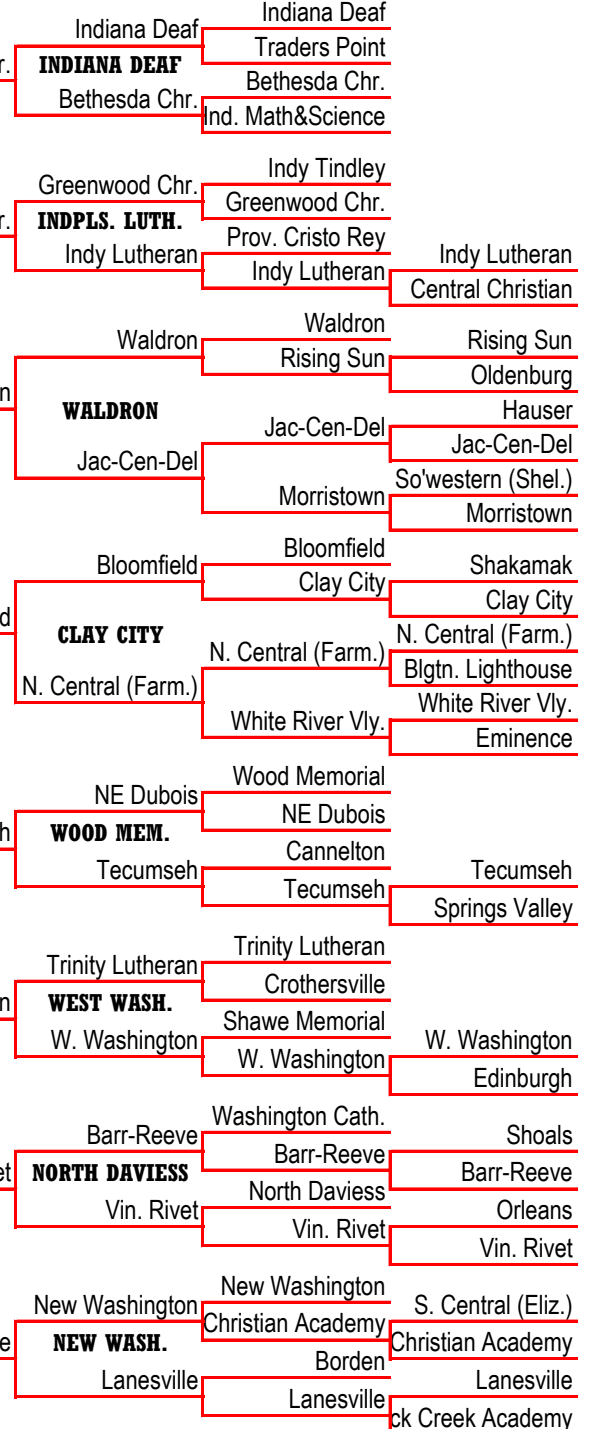 Indiana Deaf
Indiana Deaf
Traders Point
r.
INDIANA DEAF
Bethesda Chr.
Bethesda Chr.
Ind. Math&Science
Indy Tindley
Greenwood Chr.
Greenwood Chr.
r.
INDPLS. LUTH.
Prov. Cristo Rey
Indy Lutheran
Indy Lutheran
Indy Lutheran
Central Christian
Waldron
Waldron
Rising Sun
Rising Sun
Oldenburg
n
WALDRON
Hauser
Jac-Cen-Del
Jac-Cen-Del
Jac-Cen-Del
So'western (Shel.)
Morristown
Morristown
Bloomfield
Bloomfield
Shakamak
Clay City
Clay City
d
CLAY CITY
N. Central (Farm.)
N. Central (Farm.)
Blgtn. Lighthouse
N. Central (Farm.)
White River Vly.
White River Vly.
Eminence
Wood Memorial
NE Dubois
NE Dubois
h
WOOD MEM.
Cannelton
Tecumseh
Tecumseh
Tecumseh
Springs Valley
Trinity Lutheran
Trinity Lutheran
Crothersville
n
WEST WASH.
Shawe Memorial
W. Washington
W. Washington
W. Washington
Edinburgh
Washington Cath.
Barr-Reeve
Shoals
Barr-Reeve
Barr-Reeve
et
NORTH DAVIESS
North Daviess
Vin. Rivet
Orleans
Vin. Rivet
Vin. Rivet
New Washington
New Washington
S. Central (Eliz.)
Christian Academy
Christian Academy
e
NEW WASH.
Borden
Lanesville
Lanesville
Lanesville
ck Creek Academy